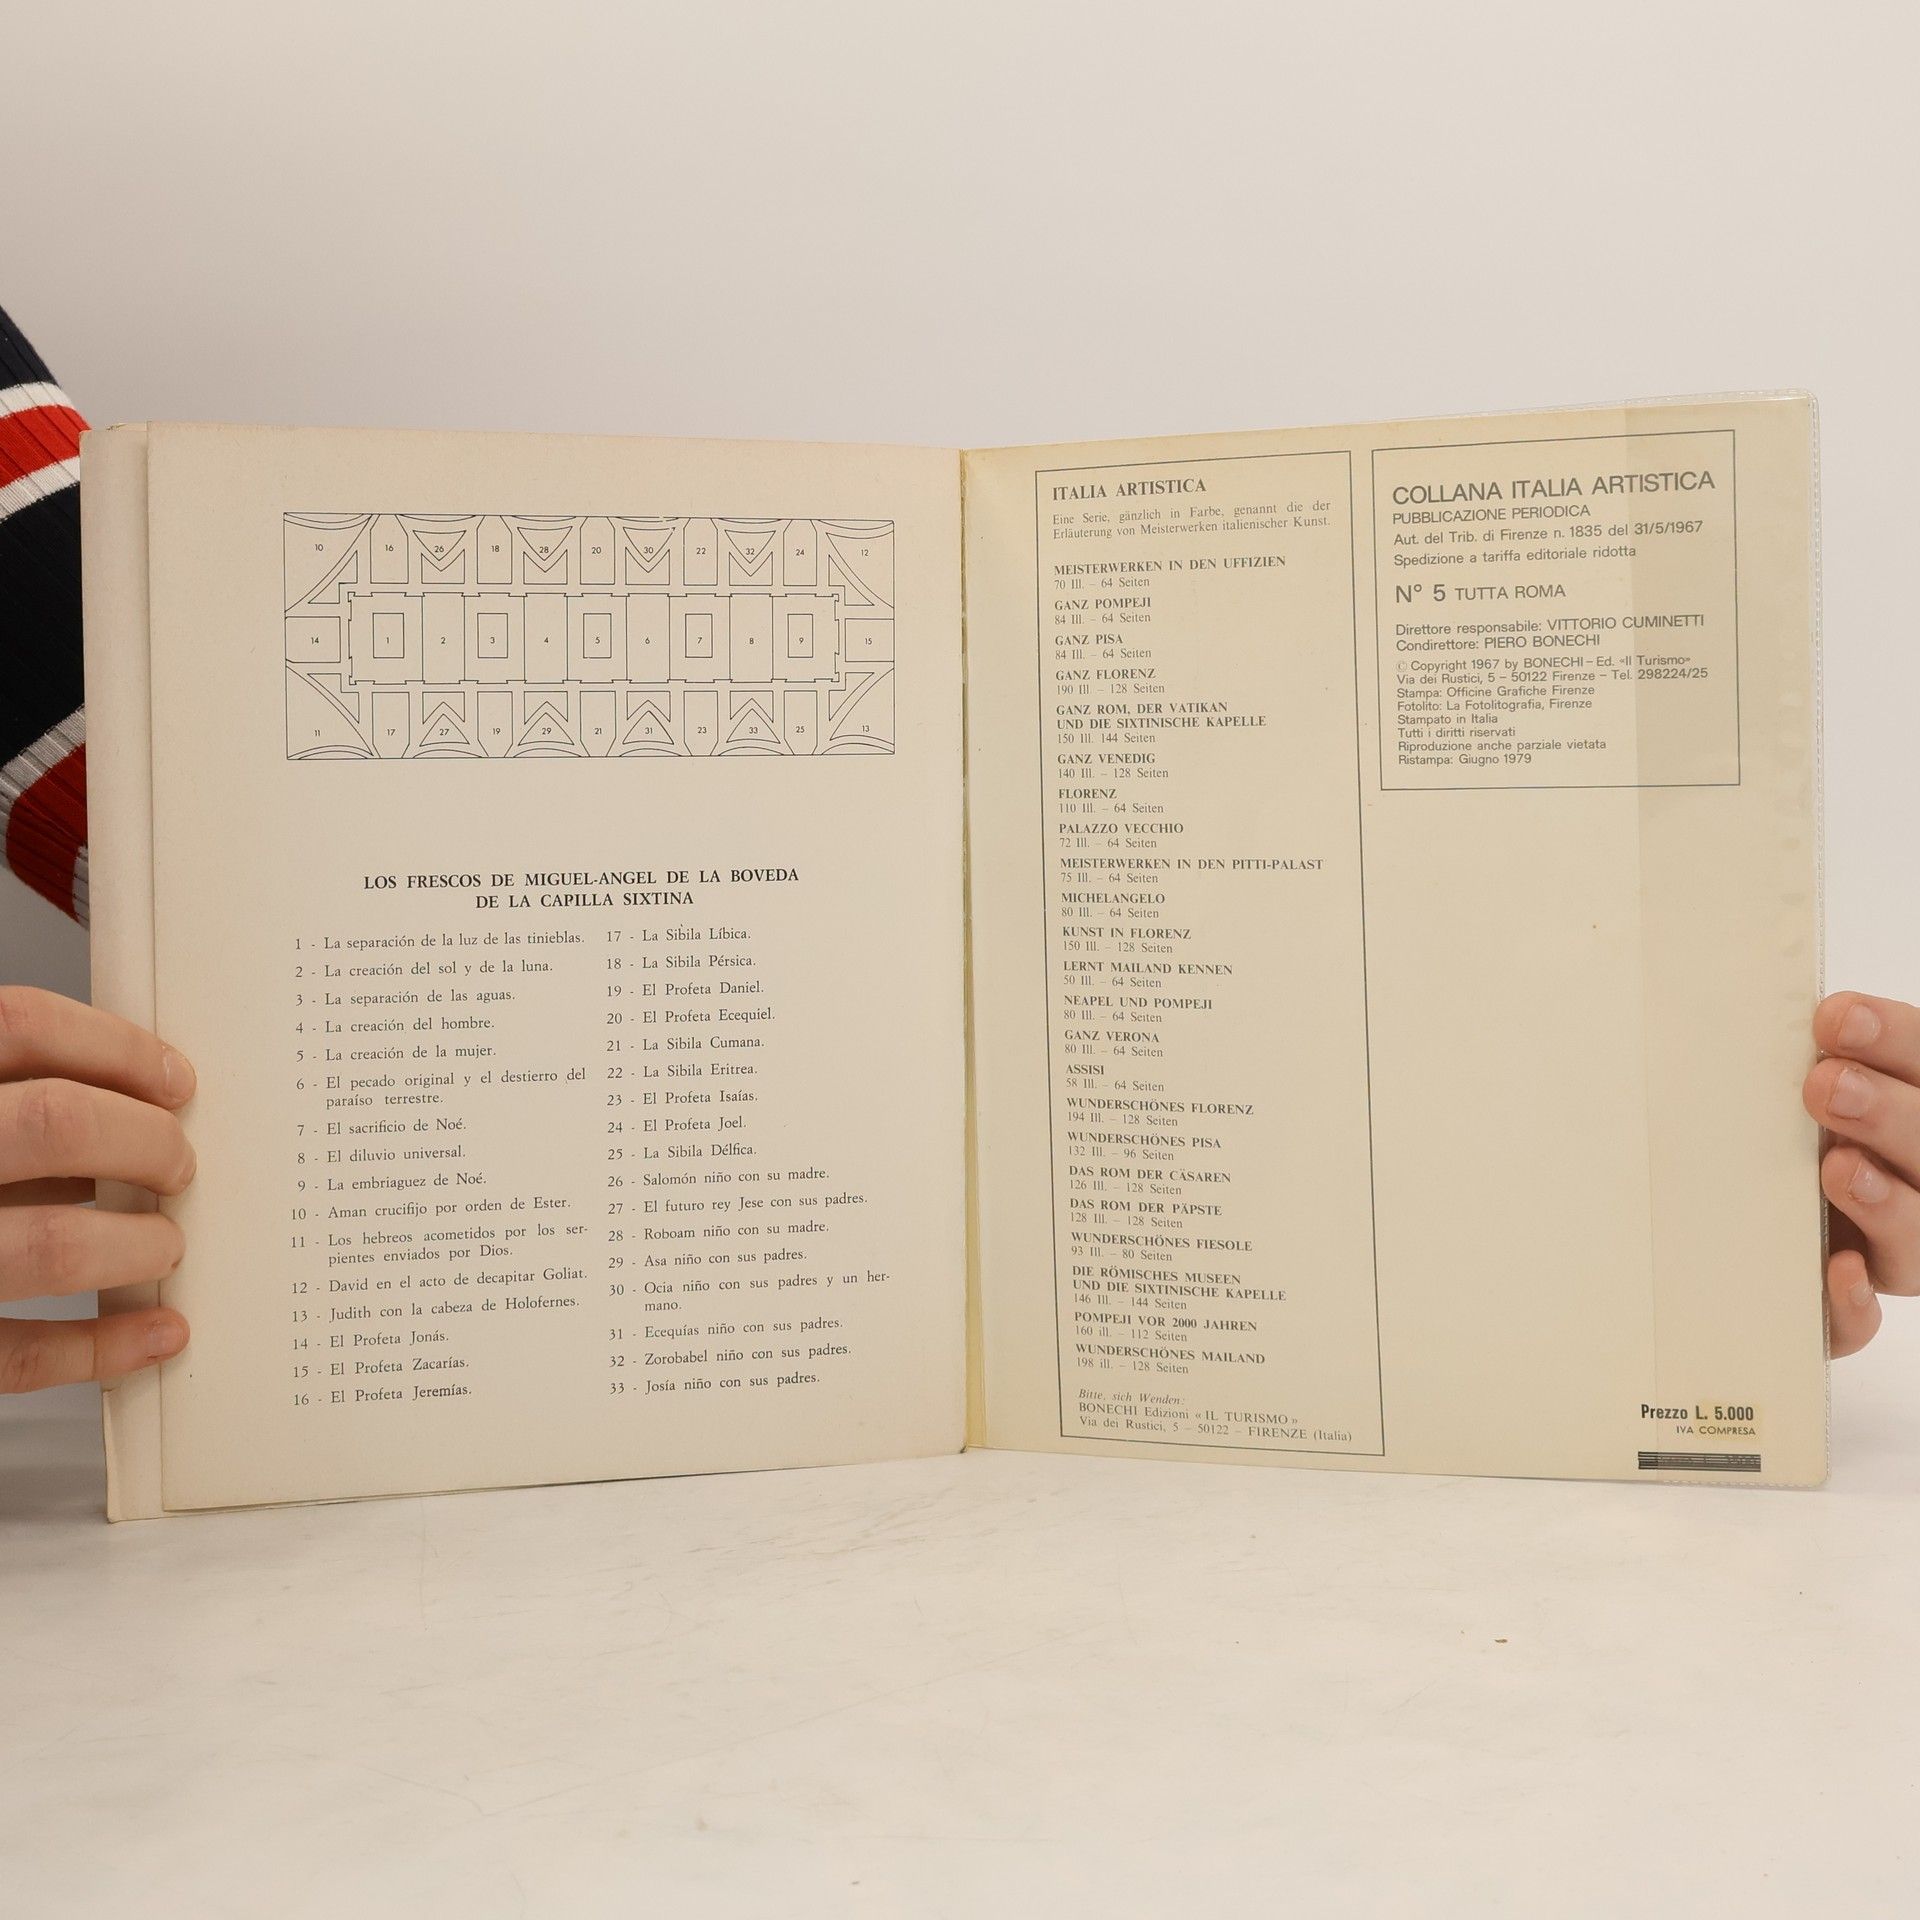 10 16 26 18 28 20 30 22 32 24 12
14 1 2 3 4 5 6 7 8 9 15
11 17 27 19 29 21 31 23 33 25 13
LOS FRESCOS DE MIGUEL-ANGEL DE LA BOVEDA
DE LA CAPILLA SIXTINA
1 - La separación de la luz de las tinieblas.
2 - La creación del sol y de la luna.
3 - La separación de las aguas.
4 - La creación del hombre.
5 - La creación de la mujer.
6 - El pecado original y el destierro del
paraíso terrestre.
7 - El sacrificio de Noé.
8 - El diluvio universal.
9 - La embriaguez de Noé.
10 - Aman crucifijo por orden de Ester.
11 - Los hebreos acometidos por los ser-
pientes enviados por Dios.
12 - David en el acto de decapitar Goliat.
13 - Judith con la cabeza de Holofernes.
14 - El Profeta Jonás.
15 - El Profeta Zacarías.
16 - El Profeta Jeremías.
17 - La Sibila Líbica.
18 - La Sibila Pérsica.
19 - El Profeta Daniel.
20 - El Profeta Ecequiel.
21 - La Sibila Cumana.
22 - La Sibila Eritrea.
23 - El Profeta Isaías.
24 - El Profeta Joel.
25 - La Sibila Délfica.
26 - Salomón niño con su madre.
27 - El futuro rey Jese con sus padres.
28 - Roboam niño con su madre.
29 - Asa niño con sus padres.
30 - Ocia niño con sus padres y un her-
mano.
31 - Ecequías niño con sus padres.
32 - Zorobabel niño con sus padres.
33 - Josía niño con sus padres.
ITALIA ARTISTICA
Eine Serie, gänzlich in Farbe, genannt die der
Erläuterung von Meisterwerken italienischer Kunst.
MEISTERWERKEN IN DEN UFFIZIEN
70 Ill. – 64 Seiten
GANZ POMPEJI
84 Ill. – 64 Seiten
GANZ PISA
84 Ill. – 64 Seiten
GANZ FLORENZ
190 Ill. – 128 Seiten
GANZ ROM, DER VATIKAN
UND DIE SIXTINISCHE KAPELLE
150 Ill. 144 Seiten
GANZ VENEDIG
140 Ill. – 128 Seiten
FLORENZ
110 Ill. – 64 Seiten
PALAZZO VECCHIO
72 Ill. – 64 Seiten
MEISTERWERKEN IN DEN PITTI-PALAST
75 Ill. – 64 Seiten
MICHELANGELO
80 Ill. – 64 Seiten
KUNST IN FLORENZ
150 Ill. – 128 Seiten
LERNT MAILAND KENNEN
50 Ill. – 64 Seiten
NEAPEL UND POMPEJI
80 Ill. – 64 Seiten
GANZ VERONA
80 Ill. – 64 Seiten
ASSISI
58 Ill. – 64 Seiten
WUNDERSCHÖNES FLORENZ
194 Ill. – 128 Seiten
WUNDERSCHÖNES PISA
132 Ill. – 96 Seiten
DAS ROM DER CÄSAREN
126 Ill. – 128 Seiten
DAS ROM DER PÄPSTE
128 Ill. – 128 Seiten
WUNDERSCHÖNES FIESOLE
93 Ill. – 80 Seiten
DIE RÖMISCHES MUSEEN
UND DIE SIXTINISCHE KAPELLE
146 Ill. – 144 Seiten
POMPEJI VOR 2000 JAHREN
160 ill. – 112 Seiten
WUNDERSCHÖNES MAILAND
198 ill. – 128 Seiten
Bitte, sich Wenden:
BONECHI Edizioni « IL TURISMO »
Via dei Rustici, 5 – 50122 – FIRENZE (Italia)
COLLANA ITALIA ARTISTICA
PUBBLICAZIONE PERIODICA
Aut. del Trib. di Firenze n. 1835 del 31/5/1967
Spedizione a tariffa editoriale ridotta
N° 5 TUTTA ROMA
Direttore responsabile: VITTORIO CUMINETTI
Condirettore: PIERO BONECHI
© Copyright 1967 by BONECHI – Ed. «Il Turismo»
Via dei Rustici, 5 – 50122 Firenze – Tel. 298224/25
Stampa: Officine Grafiche Firenze
Fotolito: La Fotolitografia, Firenze
Stampato in Italia
Tutti i diritti riservati
Riproduzione anche parziale vietata
Ristampa: Giugno 1979
Prezzo L. 5.000
IVA COMPRESA